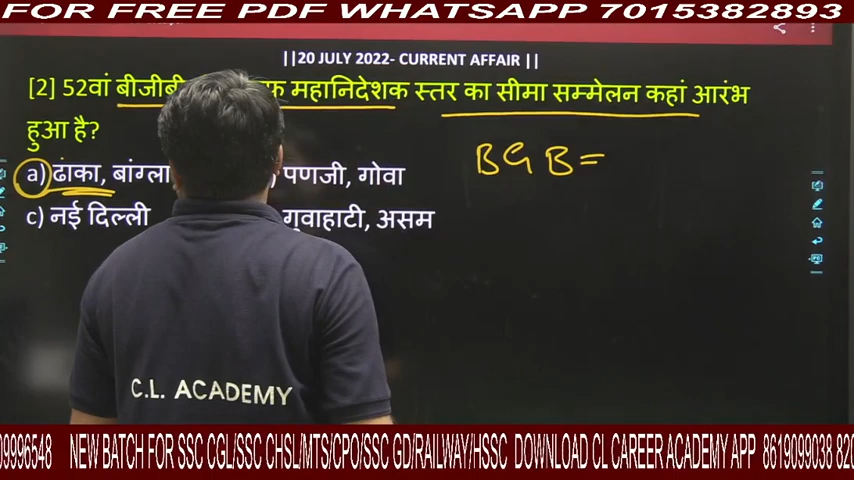 FOR FREE PDF WHATSAPP 7015382893
||20 JULY 2022- CURRENT AFFAIR ||
[2] 52वां महानिदेशक स्तर का सीमा सम्मेलन कहां आरंभ
हुआ है?
BGB=
a) ढाका, पणजी, गोवा
c) नई दिल्ली गुवाहाटी, असम
C.L. ACADEMY
09996548 NEW BATCH FOR SSC CGL/SSC CHSL/MTS/CPO/SSC GD/RAILWAY/HSSC DOWNLOAD CL CAREER ACADEMY APP 8619099038 820